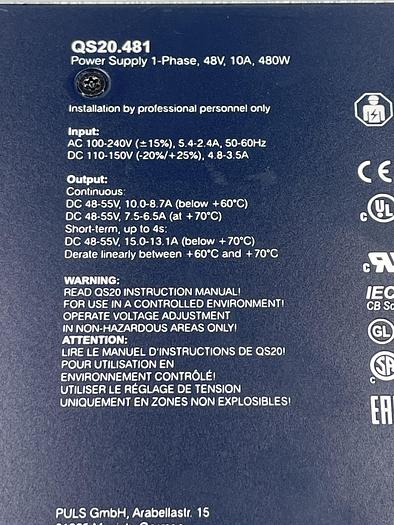 QS20.481
Power Supply 1-Phase, 48V, 10A, 480W
Installation by professional personnel only
Input:
AC 100-240V (±15%), 5.4-2.4A, 50-60Hz
DC 110-150V (-20%/+25%), 4.8-3.5A
Output:
Continuous:
DC 48-55V, 10.0-8.7A (below +60°C)
DC 48-55V, 7.5-6.5A (at +70°C)
Short-term, up to 4s:
DC 48-55V, 15.0-13.1A (below +70°C)
Derate linearly between +60°C and +70°C
WARNING:
READ QS20 INSTRUCTION MANUAL!
FOR USE IN A CONTROLLED ENVIRONMENT!
OPERATE VOLTAGE ADJUSTMENT
IN NON-HAZARDOUS AREAS ONLY!
ATTENTION:
LIRE LE MANUEL D'INSTRUCTIONS DE QS20!
POUR UTILISATION EN
ENVIRONNEMENT CONTRÔLÉ!
UTILISER LE RÉGLAGE DE TENSION
UNIQUEMENT EN ZONES NON EXPLOSIBLES!
PULS GmbH, Arabellastr. 15
CE
c UL
c
IEC
CB
GL
c SA
EAC